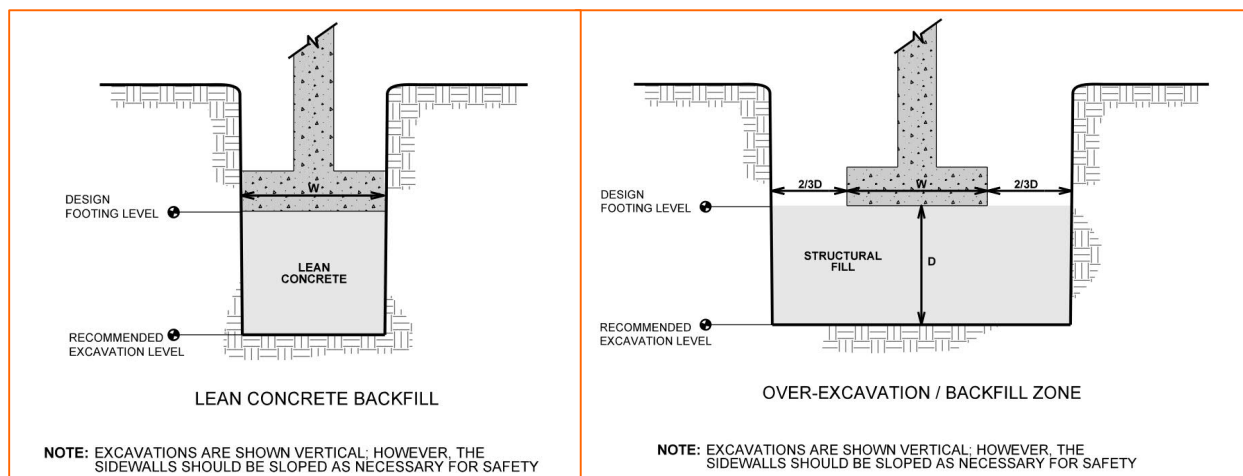 N
W
DESIGN
FOOTING LEVEL
LEAN
CONCRETE
RECOMMENDED
EXCAVATION LEVEL
LEAN CONCRETE BACKFILL
NOTE: EXCAVATIONS ARE SHOWN VERTICAL; HOWEVER, THE
SIDEWALLS SHOULD BE SLOPED AS NECESSARY FOR SAFETY
N
2/3D W 2/3D
DESIGN
FOOTING LEVEL
STRUCTURAL
FILL
D
RECOMMENDED
EXCAVATION LEVEL
OVER-EXCAVATION / BACKFILL ZONE
NOTE: EXCAVATIONS ARE SHOWN VERTICAL; HOWEVER, THE
SIDEWALLS SHOULD BE SLOPED AS NECESSARY FOR SAFETY